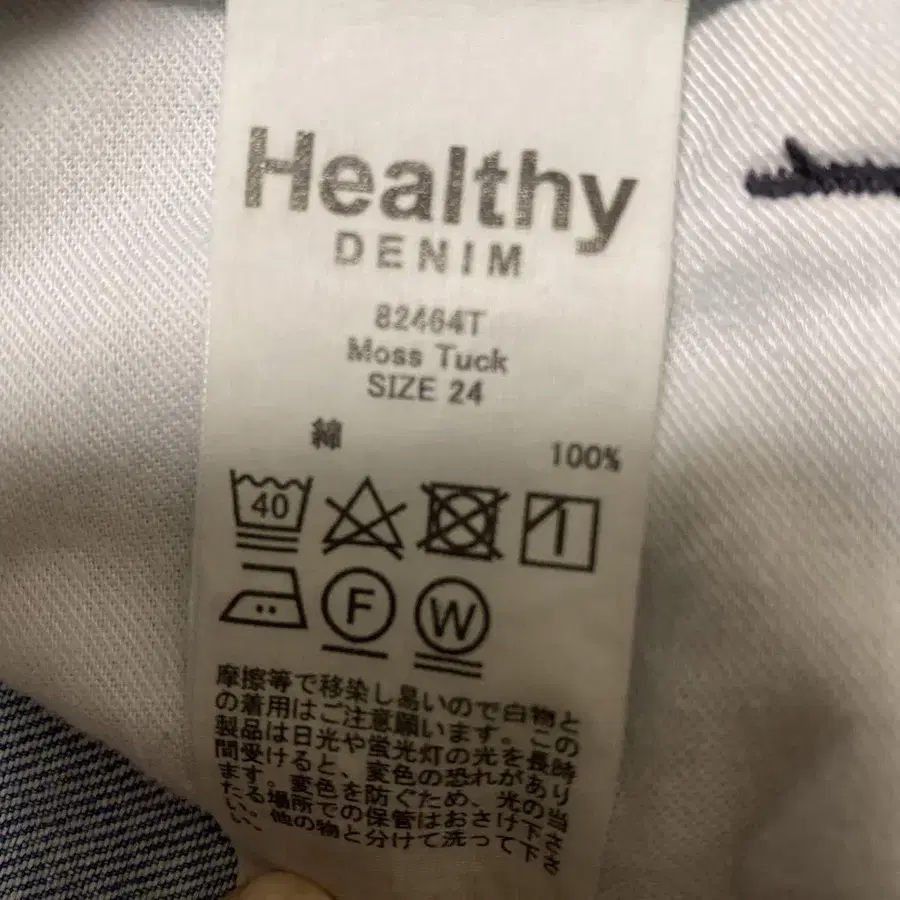 Healthy
DENIM
82464T
Moss Tuck
SIZE 24
綿 100%
40
F
W
摩擦等で移染し易いので白物と
の着用はご注意願います。この
製品は日光や蛍光灯の光を長時
間受けると、変色の恐れがあり
ます。変色を防ぐため、光の当
たる場所での保管はおさけ下さ
い。他の物と分けて洗って下さ
い。